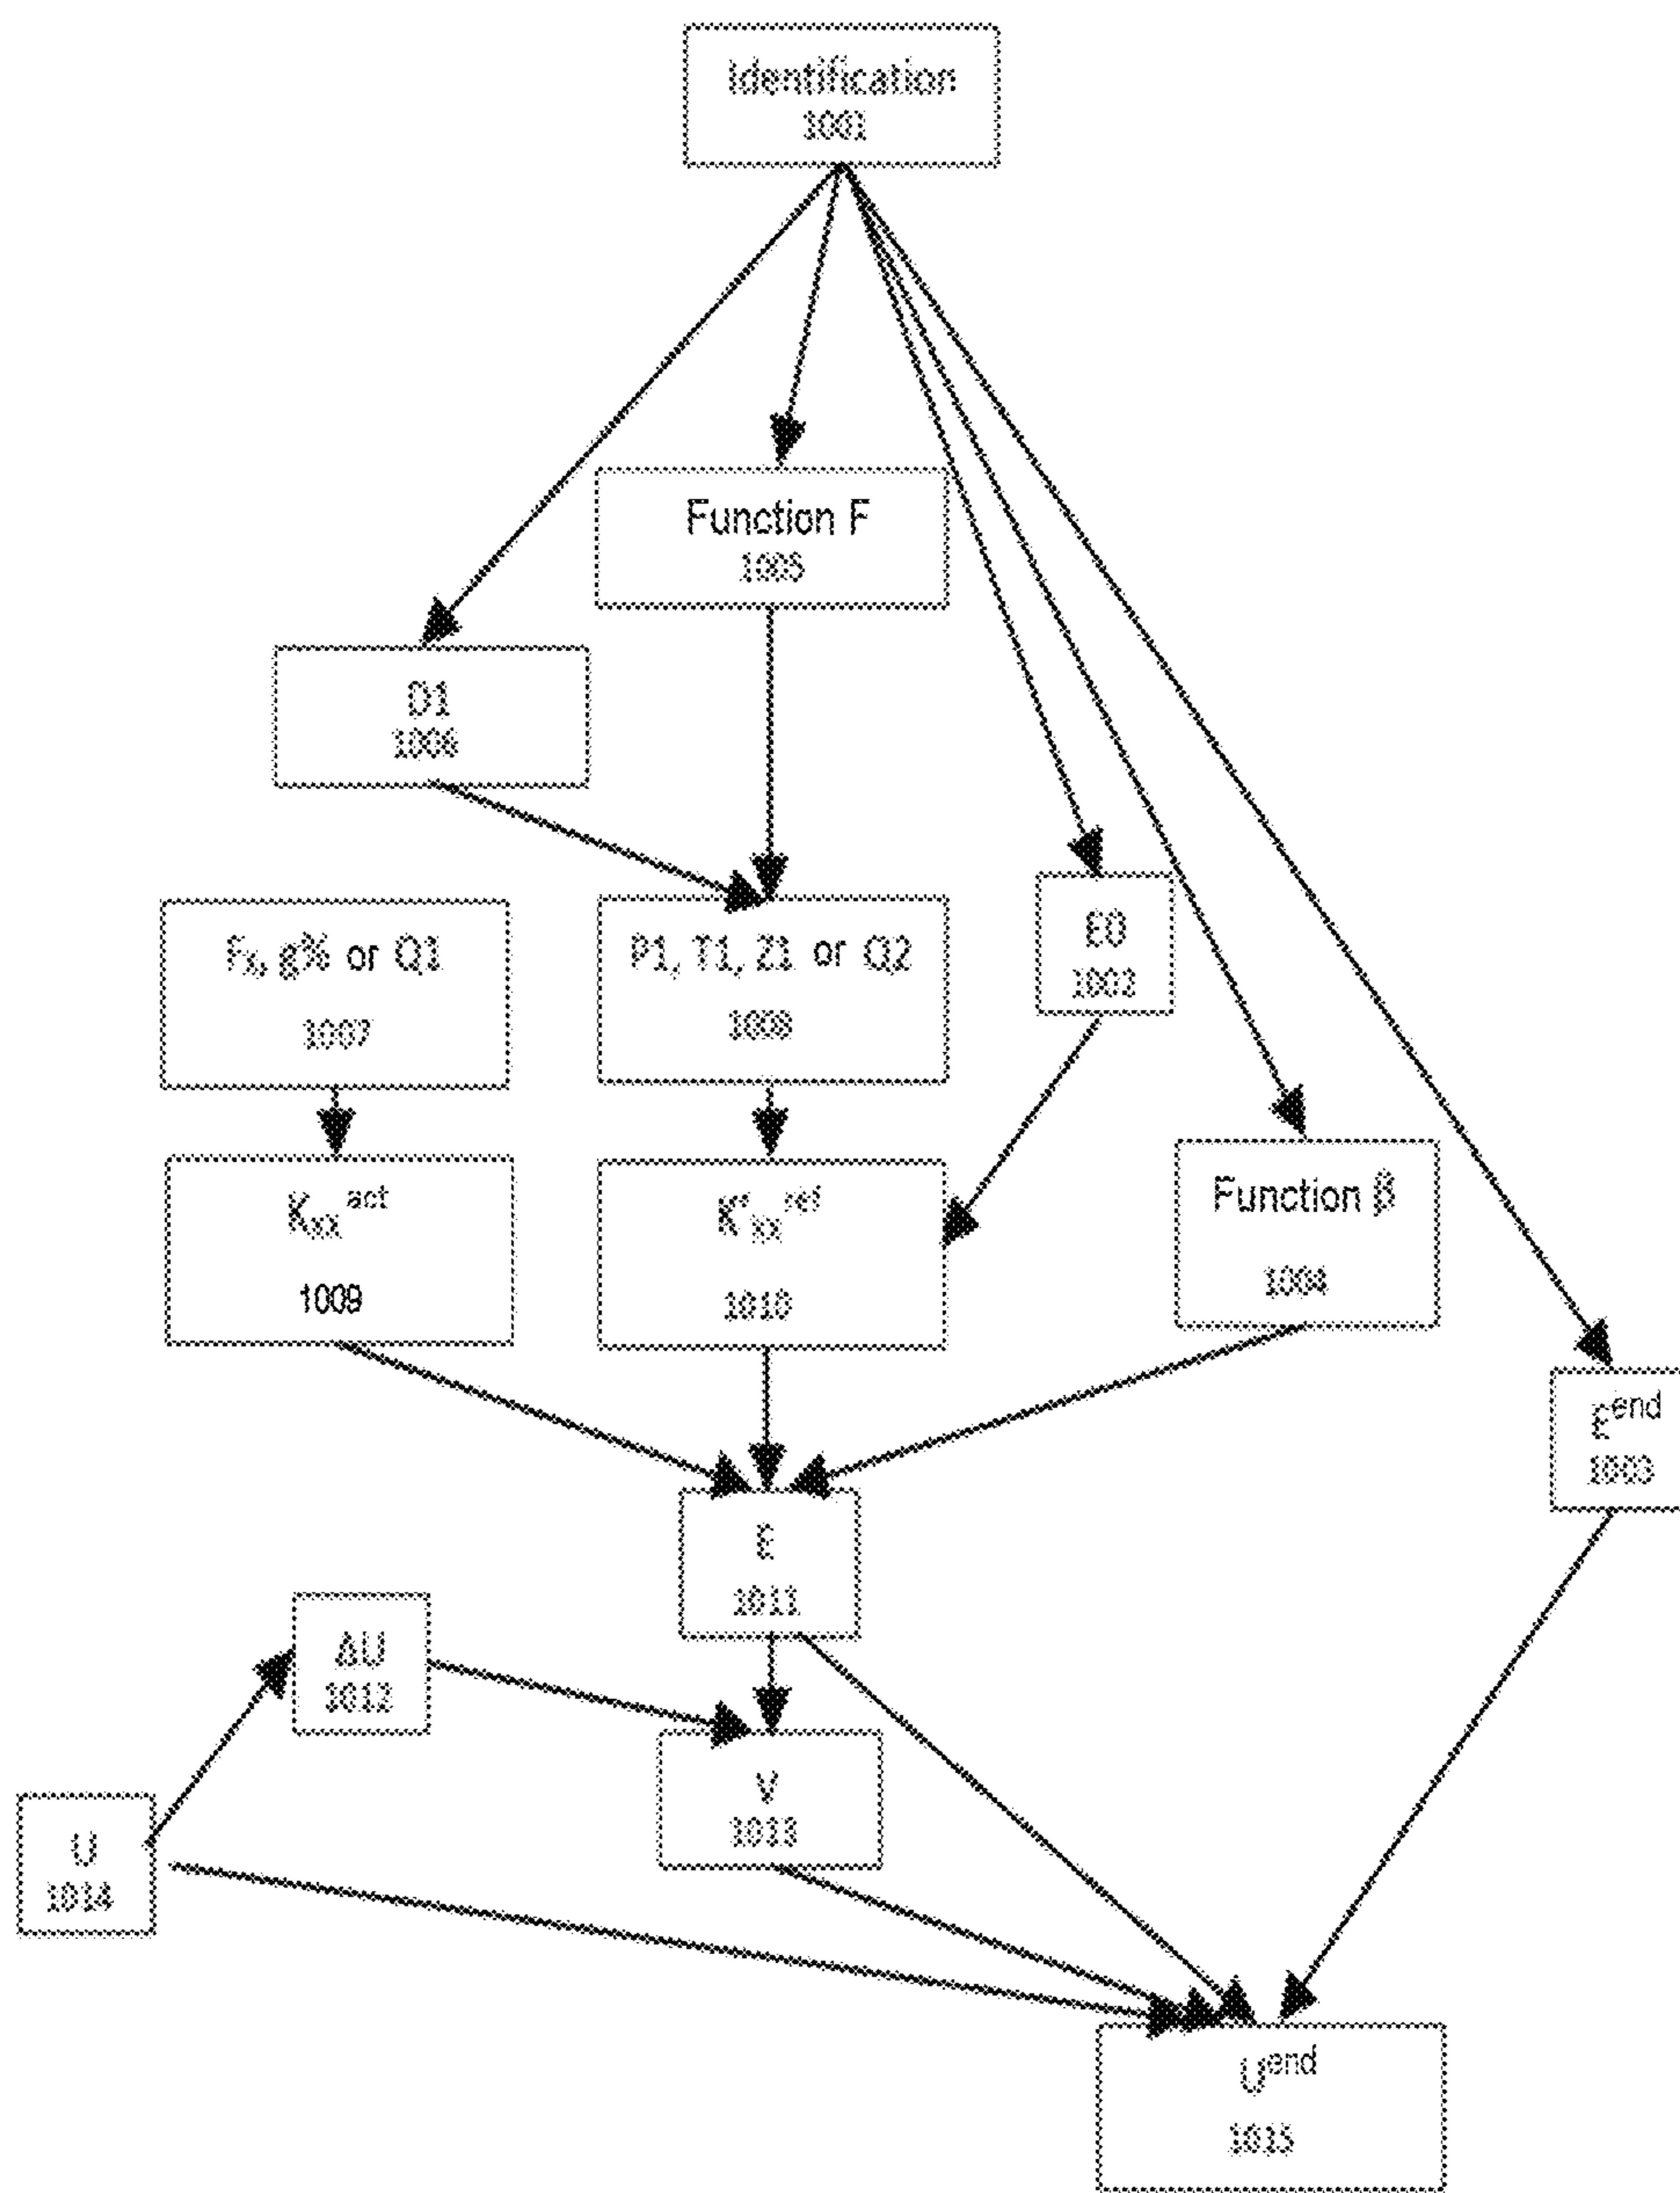 Identification
1001
Function F
1005
D1
1006
Fx, g% or Q1
1007
P1, T1, Z1 or Q2
1008
E0
1002
Kxx^act
1009
K'xx^ref
1010
Function β
1004
E^end
1003
E
1011
ΔU
1012
V
1013
U
1014
U^end
1015